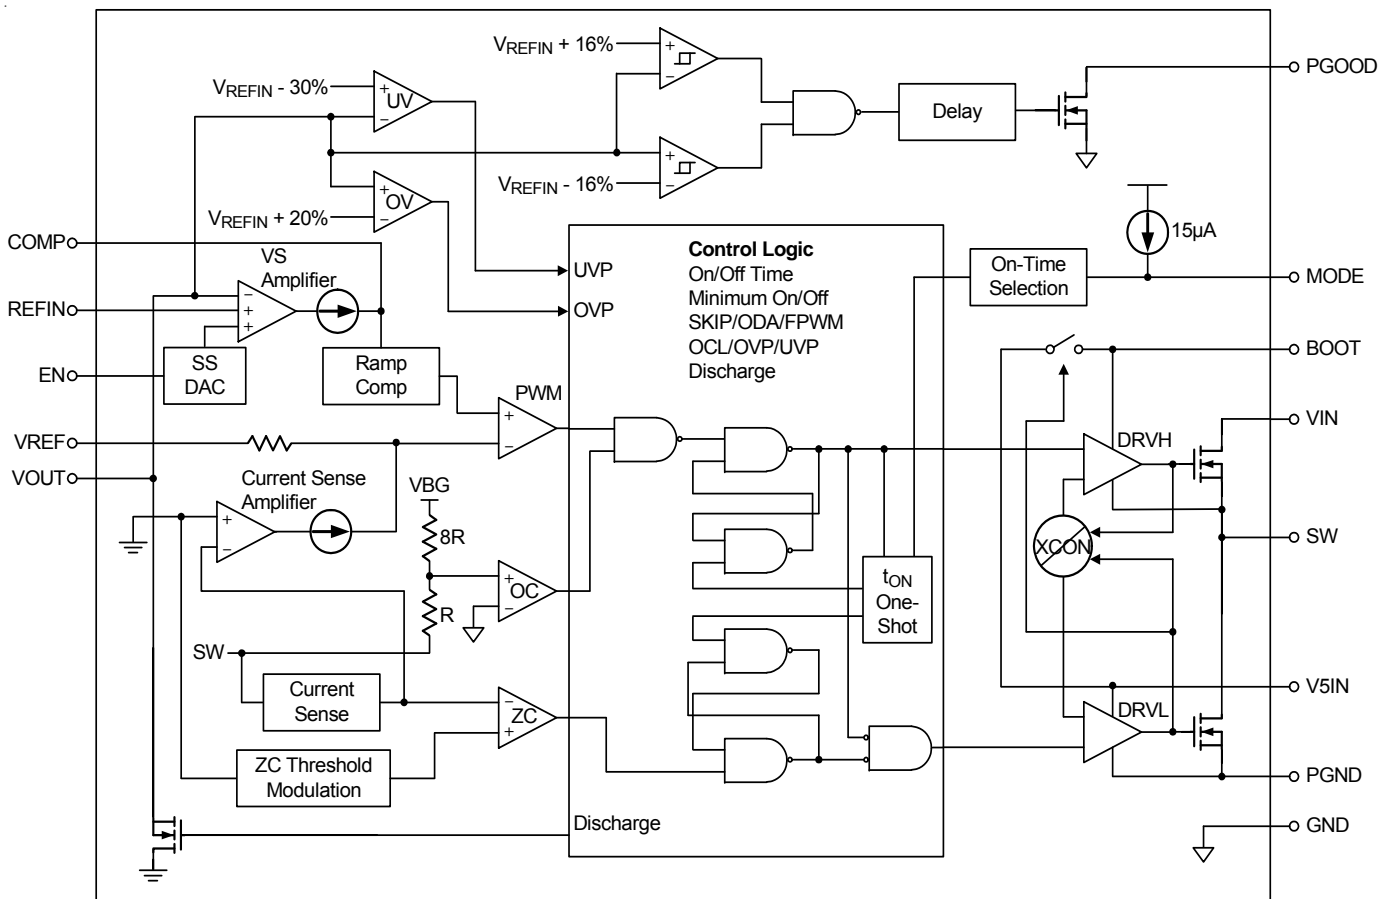 VREFIN + 16%
PGOOD
VREFIN - 30%
UV
Delay
VREFIN - 16%
OV
VREFIN + 20%
15µA
COMP
VS
Amplifier
Control Logic
On/Off Time
Minimum On/Off
SKIP/ODA/FPWM
OCL/OVP/UVP
Discharge
UVP
OVP
On-Time
Selection
MODE
REFIN
EN
SS
DAC
Ramp
Comp
PWM
BOOT
VIN
VREF
VOUT
DRVH
Current Sense
Amplifier
VBG
8R
OC
R
XCON
SW
tON
One-
Shot
SW
Current
Sense
ZC
V5IN
DRVL
ZC Threshold
Modulation
PGND
Discharge
GND